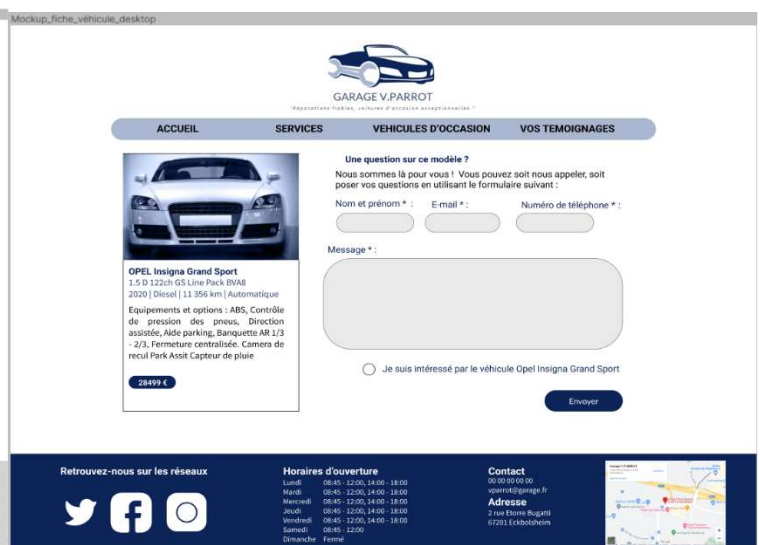 Mockup_fiche_véhicule_desktop
GARAGE V.PARROT
"Réparations fiables, voitures d'occasion exceptionnelles "
ACCUEIL SERVICES VEHICULES D'OCCASION VOS TEMOIGNAGES
OPEL Insigna Grand Sport
1.5 D 122ch GS Line Pack BVA8
2020 | Diesel | 11 356 km | Automatique
Equipements et options : ABS, Contrôle
de pression des pneus, Direction
assistée, Aide parking, Banquette AR 1/3
- 2/3, Fermeture centralisée. Camera de
recul Park Assit Capteur de pluie
28499 €
Une question sur ce modèle ?
Nous sommes là pour vous ! Vous pouvez soit nous appeler, soit
poser vos questions en utilisant le formulaire suivant :
Nom et prénom * : E-mail * : Numéro de téléphone * :
Message * :
Je suis intéressé par le véhicule Opel Insigna Grand Sport
Envoyer
Retrouvez-nous sur les réseaux
Horaires d'ouverture
Lundi 08:45 - 12:00, 14:00 - 18:00
Mardi 08:45 - 12:00, 14:00 - 18:00
Mercredi 08:45 - 12:00, 14:00 - 18:00
Jeudi 08:45 - 12:00, 14:00 - 18:00
Vendredi 08:45 - 12:00, 14:00 - 18:00
Samedi 08:45 - 12:00
Dimanche Fermé
Contact
00 00 00 00 00
vparrot@garage.fr
Adresse
2 rue Etorre Bugatti
67201 Eckbolsheim